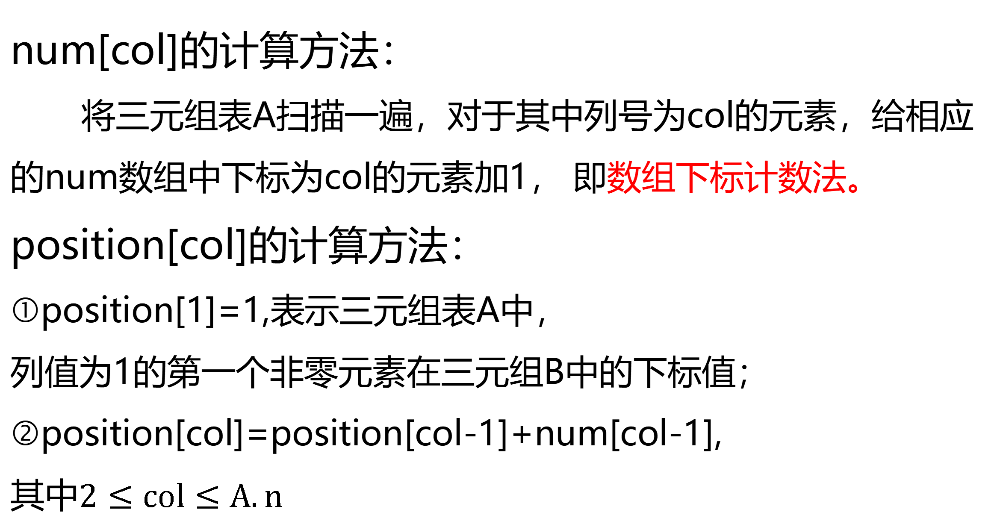 num[col]的计算方法：
将三元组表A扫描一遍，对于其中列号为col的元素，给相应
的num数组中下标为col的元素加1，即数组下标计数法。
position[col]的计算方法：
①position[1]=1,表示三元组表A中，
列值为1的第一个非零元素在三元组B中的下标值；
②position[col]=position[col-1]+num[col-1],
其中2 ≤ col ≤ A. n